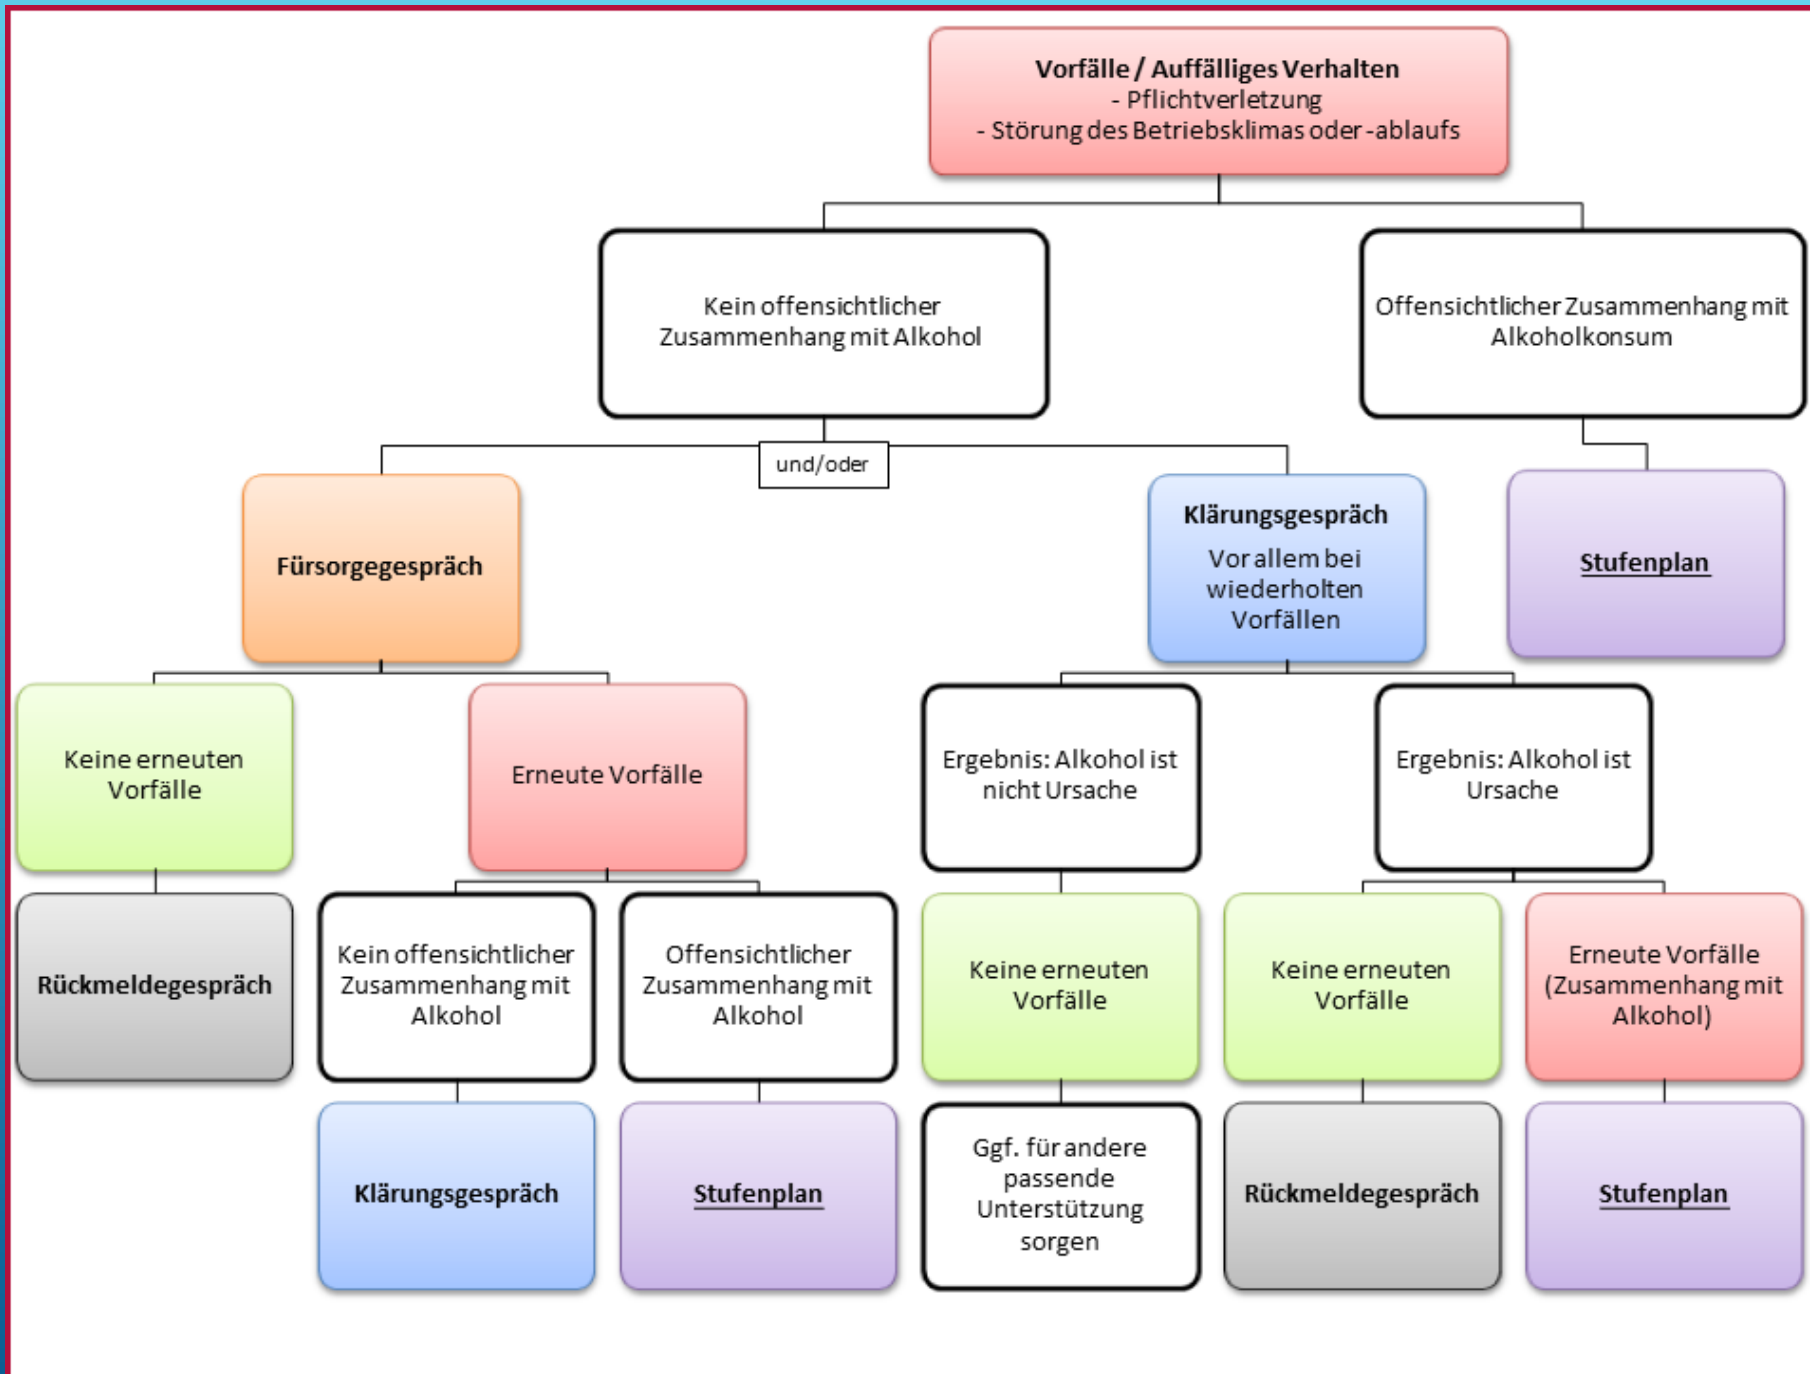 Vorfälle / Auffälliges Verhalten
- Pflichtverletzung
- Störung des Betriebsklimas oder -ablaufs
Kein offensichtlicher
Zusammenhang mit Alkohol
Offensichtlicher Zusammenhang mit
Alkoholkonsum
und/oder
Fürsorgegespräch
Klärungsgespräch
Vor allem bei
wiederholten
Vorfällen
Stufenplan
Keine erneuten
Vorfälle
Erneute Vorfälle
Ergebnis: Alkohol ist
nicht Ursache
Ergebnis: Alkohol ist
Ursache
Rückmeldegespräch
Kein offensichtlicher
Zusammenhang mit
Alkohol
Offensichtlicher
Zusammenhang mit
Alkohol
Keine erneuten
Vorfälle
Keine erneuten
Vorfälle
Erneute Vorfälle
(Zusammenhang mit
Alkohol)
Klärungsgespräch
Stufenplan
Ggf. für andere
passende
Unterstützung
sorgen
Rückmeldegespräch
Stufenplan